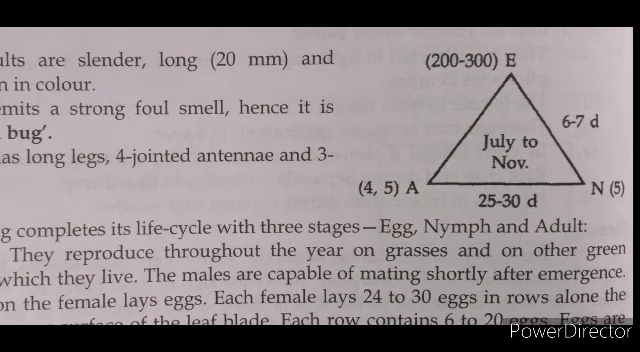 ults are slender, long (20 mm) and
n in colour.
emits a strong foul smell, hence it is
bug'.
as long legs, 4-jointed antennae and 3-
(200-300) E
6-7 d
July to
Nov.
(4, 5) A
N (5)
25-30 d
g completes its life-cycle with three stages—Egg, Nymph and Adult:
They reproduce throughout the year on grasses and on other green
which they live. The males are capable of mating shortly after emergence.
on the female lays eggs. Each female lays 24 to 30 eggs in rows along the
surface of the leaf blade. Each row contains 6 to 20 eggs. Eggs are
PowerDirector